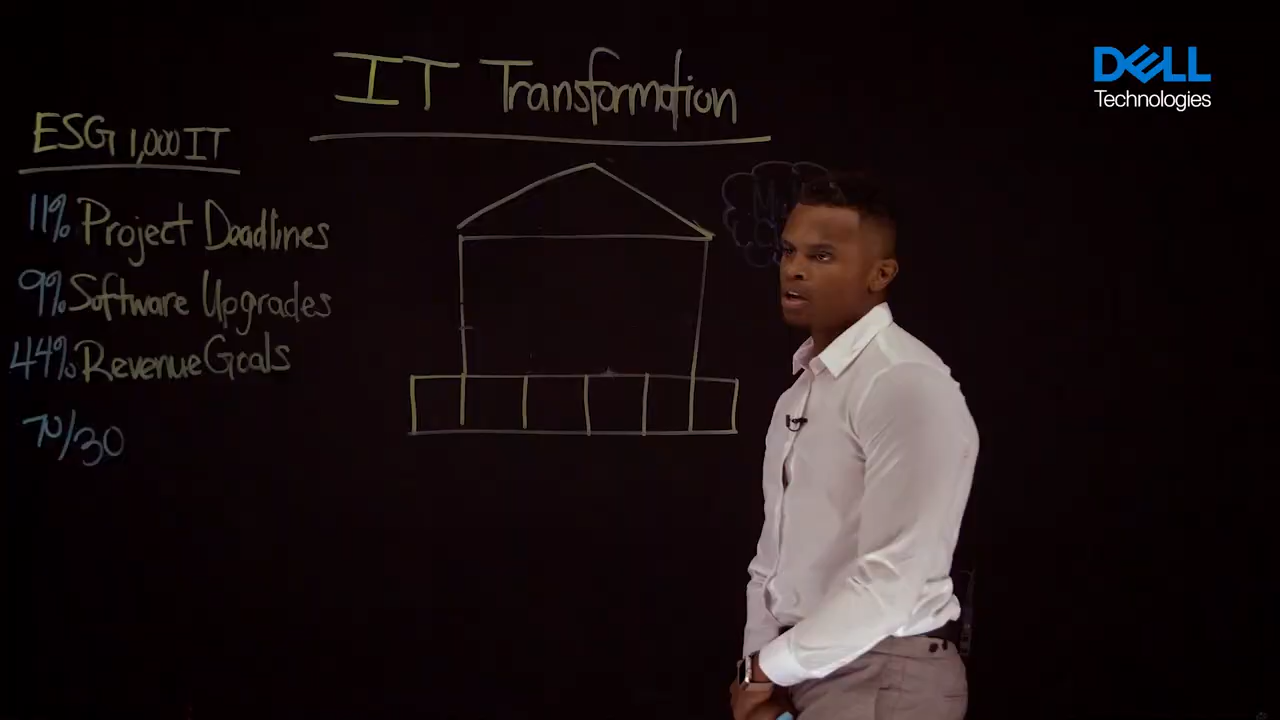 IT Transformation
DELL
Technologies
ESG 1,000 IT
11% Project Deadlines
9% Software Upgrades
44% Revenue Goals
70/30